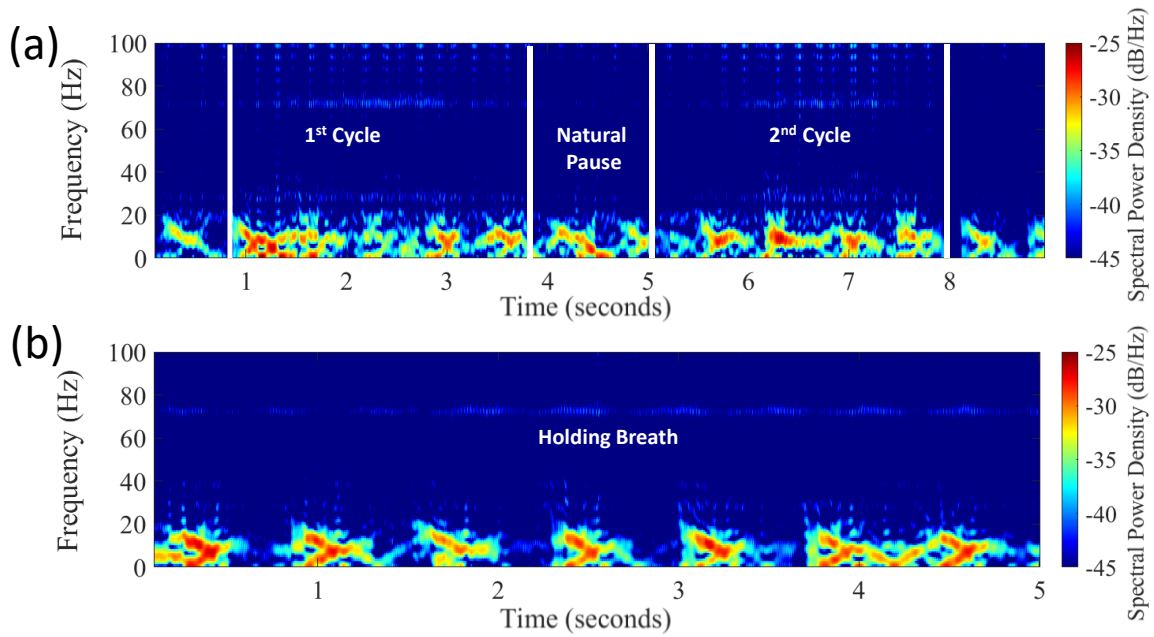 (a)
100
80
60
40
20
0
Frequency (Hz)
1st Cycle
Natural
Pause
2nd Cycle
1 2 3 4 5 6 7 8
Time (seconds)
-25
-30
-35
-40
-45
Spectral Power Density (dB/Hz)
(b)
100
80
60
40
20
0
Frequency (Hz)
Holding Breath
1 2 3 4 5
Time (seconds)
-25
-30
-35
-40
-45
Spectral Power Density (dB/Hz)